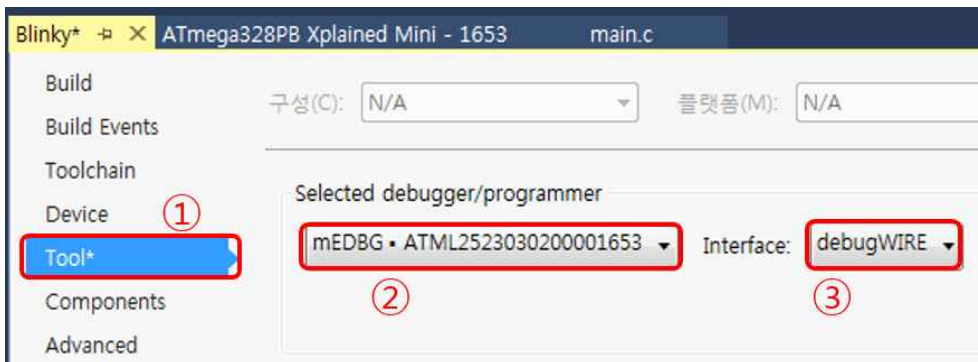 Blinky* ATmega328PB Xplained Mini - 1653 main.c
Build
구성(C): N/A 플랫폼(M): N/A
Build Events
Toolchain
Selected debugger/programmer
Device ①
mEDBG • ATML2523030200001653 Interface: debugWIRE
Tool*
② ③
Components
Advanced